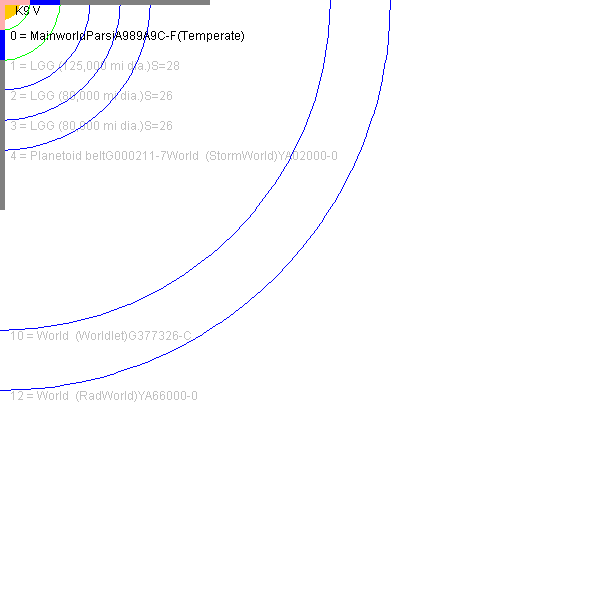 K9 V
0 = MainworldParsiA989A9C-F(Temperate)
1 = LGG (125,000 mi dia.)S=28
2 = LGG (80,000 mi dia.)S=26
3 = LGG (80,000 mi dia.)S=26
4 = Planetoid beltG000211-7World  (StormWorld)YA02000-0
10 = World  (Worldlet)G377326-C
12 = World  (RadWorld)YA66000-0